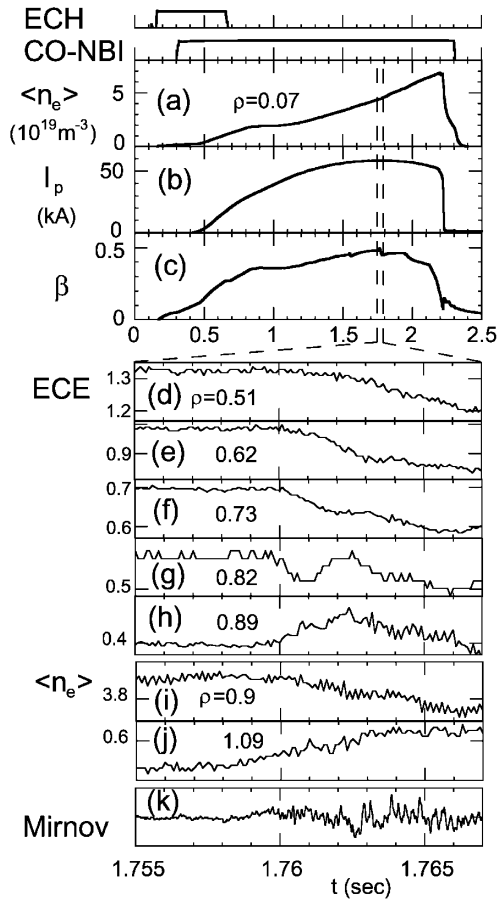 ECH
CO-NBI
<nₑ>
(10¹⁹m⁻³)
5
0
(a)
ρ=0.07
Iₚ
(kA)
50
0
(b)
β
0.5
0
(c)
0 0.5 1 1.5 2 2.5
ECE
1.3
1.2
(d) ρ=0.51
0.9
(e) 0.62
0.7
0.6
(f) 0.73
0.5
(g) 0.82
0.4
(h) 0.89
<nₑ>
3.8
(i) ρ=0.9
0.6
(j) 1.09
Mirnov
(k)
1.755 1.76 1.765
t (sec)